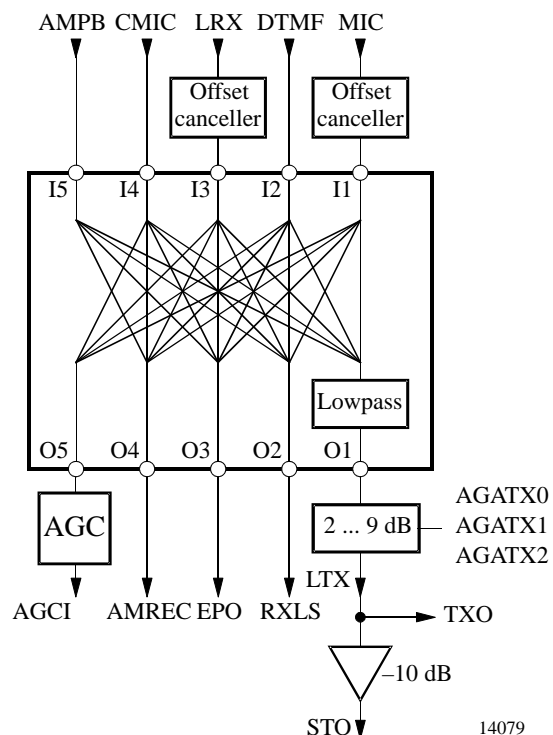 AMPB CMIC LRX DTMF MIC
Offset
canceller
Offset
canceller
I5 I4 I3 I2 I1
Lowpass
O5 O4 O3 O2 O1
AGC
2 ... 9 dB
AGATX0
AGATX1
AGATX2
LTX
AGCI AMREC EPO RXLS
TXO
–10 dB
STO
14079